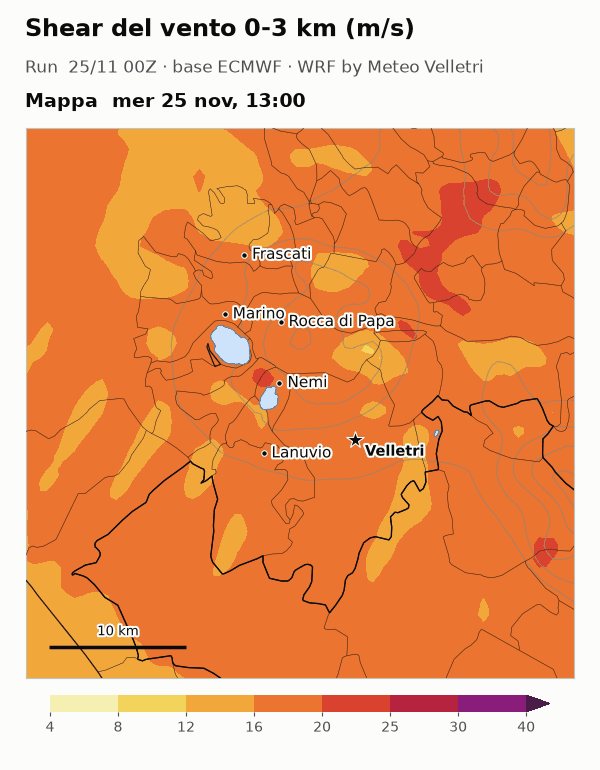 Shear del vento 0-3 km (m/s)
Run  25/11 00Z · base ECMWF · WRF by Meteo Velletri
Mappa  mer 25 nov, 13:00
Frascati
Marino
Rocca di Papa
Nemi
Velletri
Lanuvio
10 km
4 8 12 16 20 25 30 40